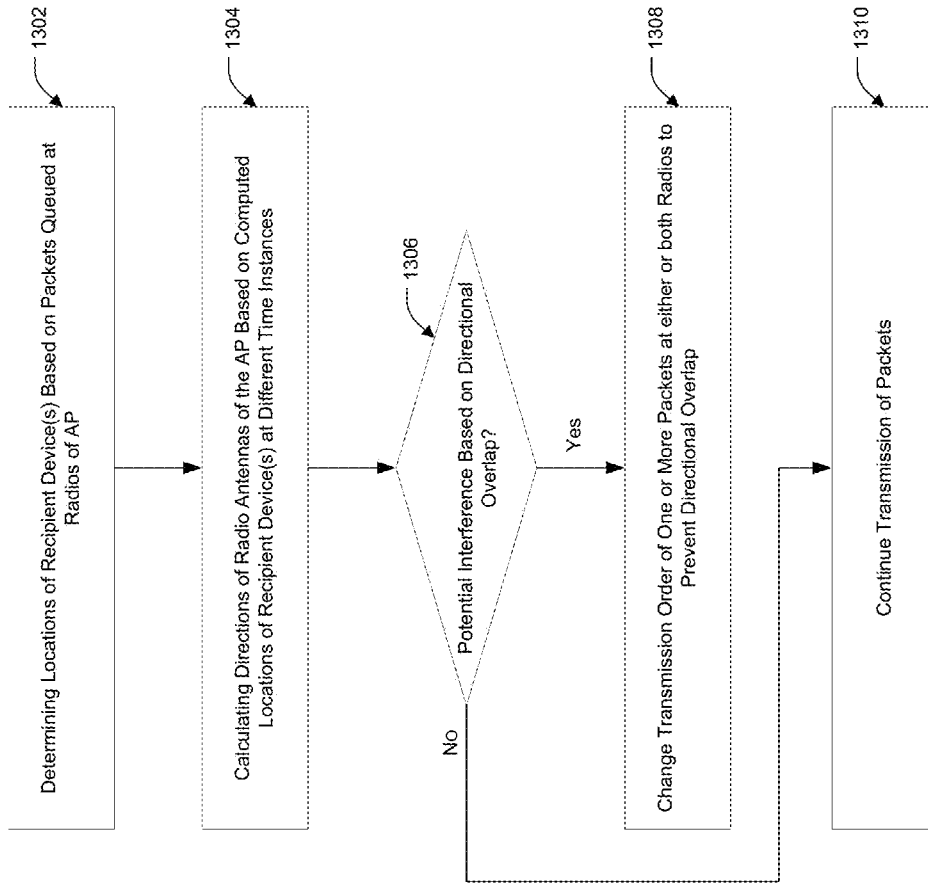 1302
Determining Locations of Recipient Device(s) Based on Packets Queued at
Radios of AP
1304
Calculating Directions of Radio Antennas of the AP Based on Computed
Locations of Recipient Device(s) at Different Time Instances
1306
Potential Interference Based on Directional
Overlap?
No
Yes
1308
Change Transmission Order of One or More Packets at either or both Radios to
Prevent Directional Overlap
1310
Continue Transmission of Packets